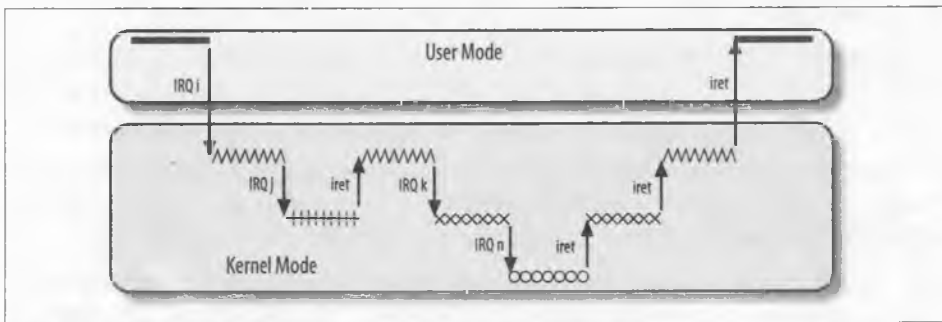 User Mode
IRQ i
iret
IRQ j
iret
IRQ k
iret
IRQ n
iret
Kernel Mode